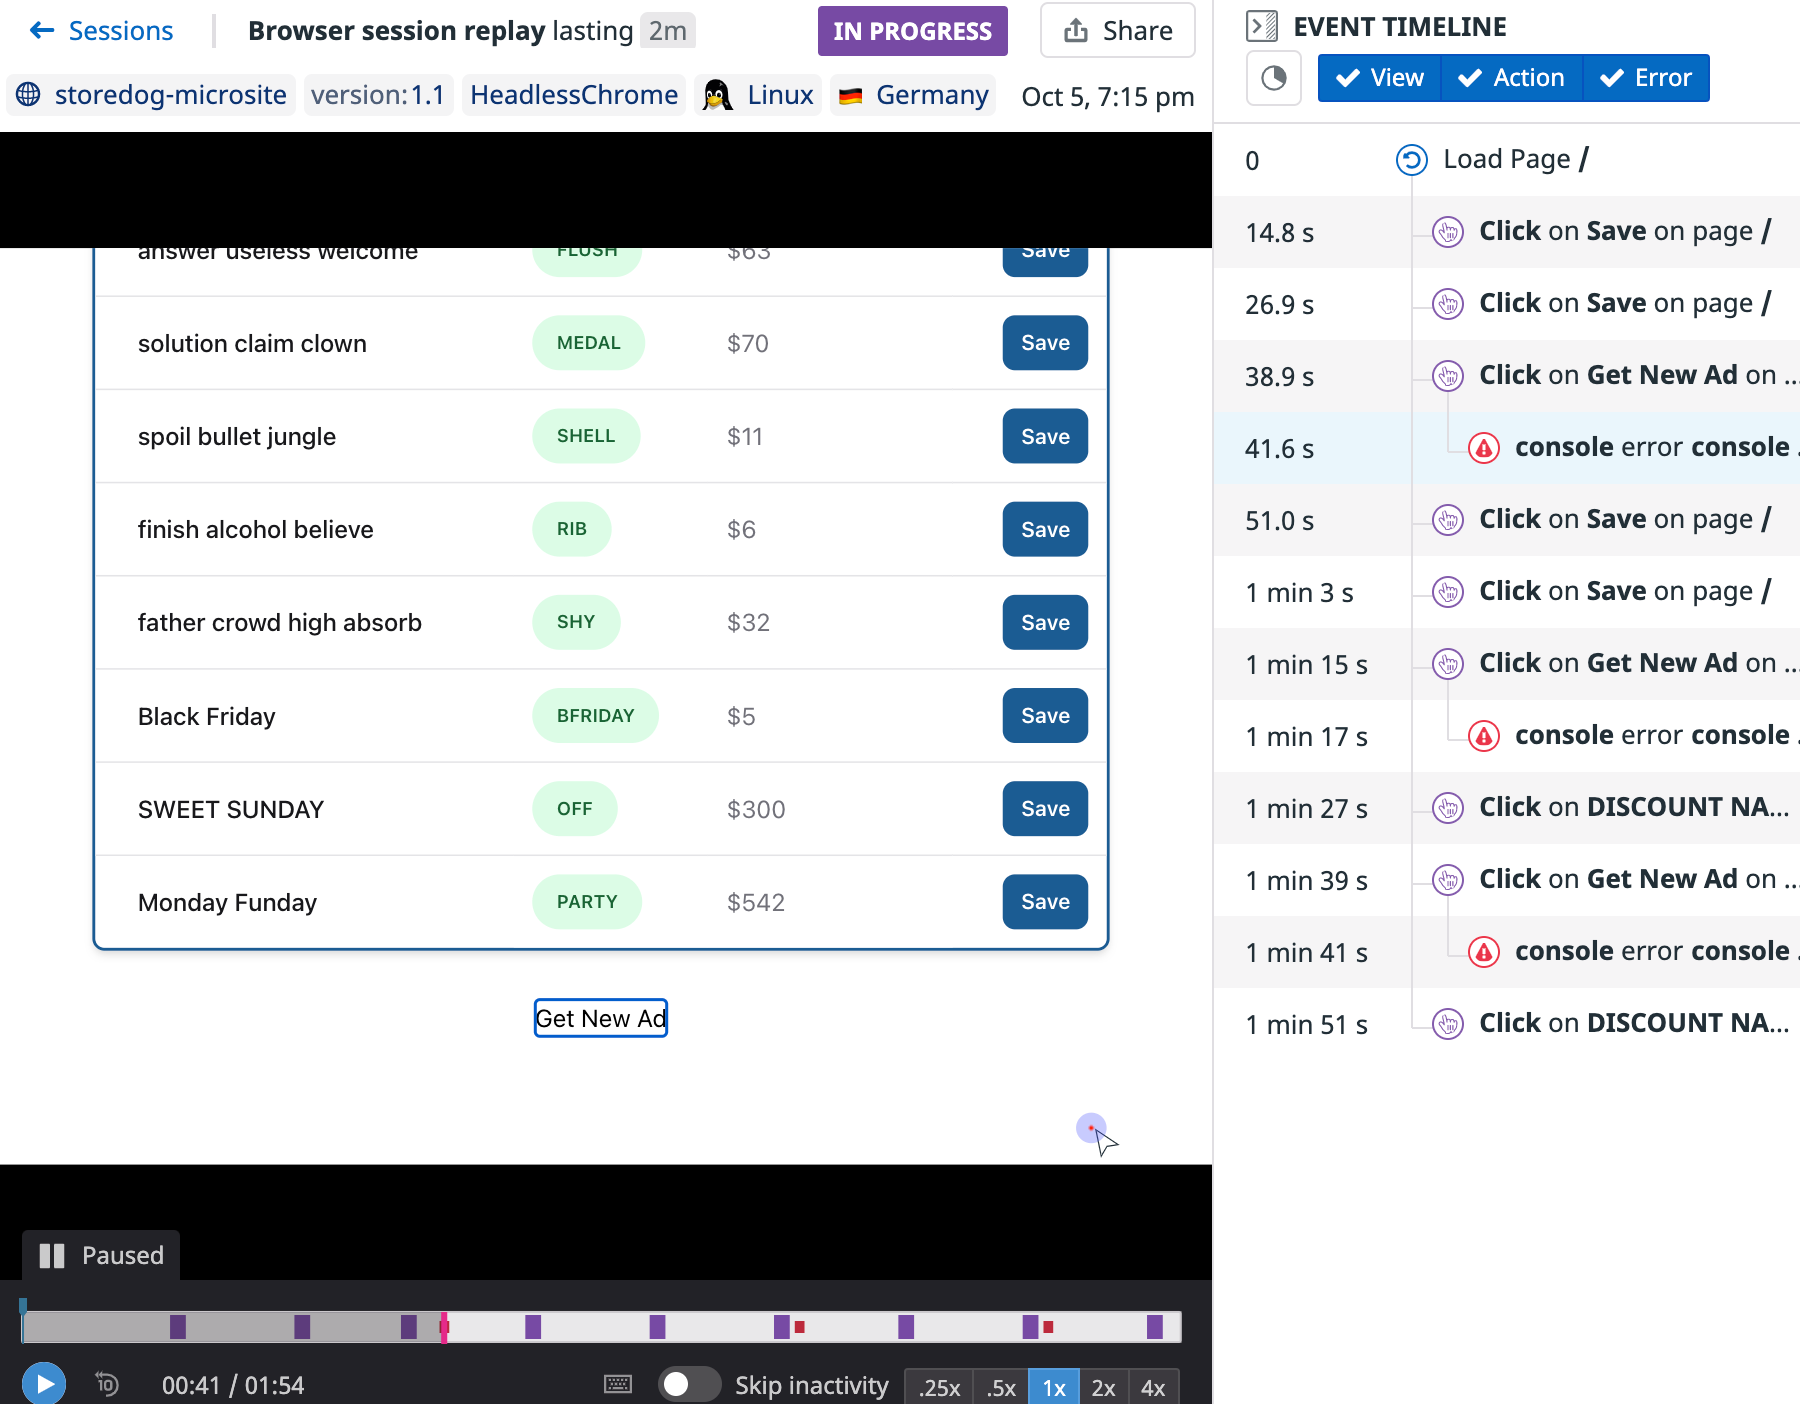 Sessions
Browser session replay lasting 2m
IN PROGRESS
Share
storedog-microsite
version:1.1
HeadlessChrome
Linux
Germany
Oct 5, 7:15 pm
answer useless welcome FLUSH $63 Save
solution claim clown MEDAL $70 Save
spoil bullet jungle SHELL $11 Save
finish alcohol believe RIB $6 Save
father crowd high absorb SHY $32 Save
Black Friday BFRIDAY $5 Save
SWEET SUNDAY OFF $300 Save
Monday Funday PARTY $542 Save
Get New Ad
Paused
10
00:41 / 01:54
Skip inactivity
.25x .5x 1x 2x 4x
EVENT TIMELINE
View Action Error
0 Load Page /
14.8 s Click on Save on page /
26.9 s Click on Save on page /
38.9 s Click on Get New Ad on ...
41.6 s console error console .
51.0 s Click on Save on page /
1 min 3 s Click on Save on page /
1 min 15 s Click on Get New Ad on ...
1 min 17 s console error console .
1 min 27 s Click on DISCOUNT NA...
1 min 39 s Click on Get New Ad on ...
1 min 41 s console error console .
1 min 51 s Click on DISCOUNT NA...